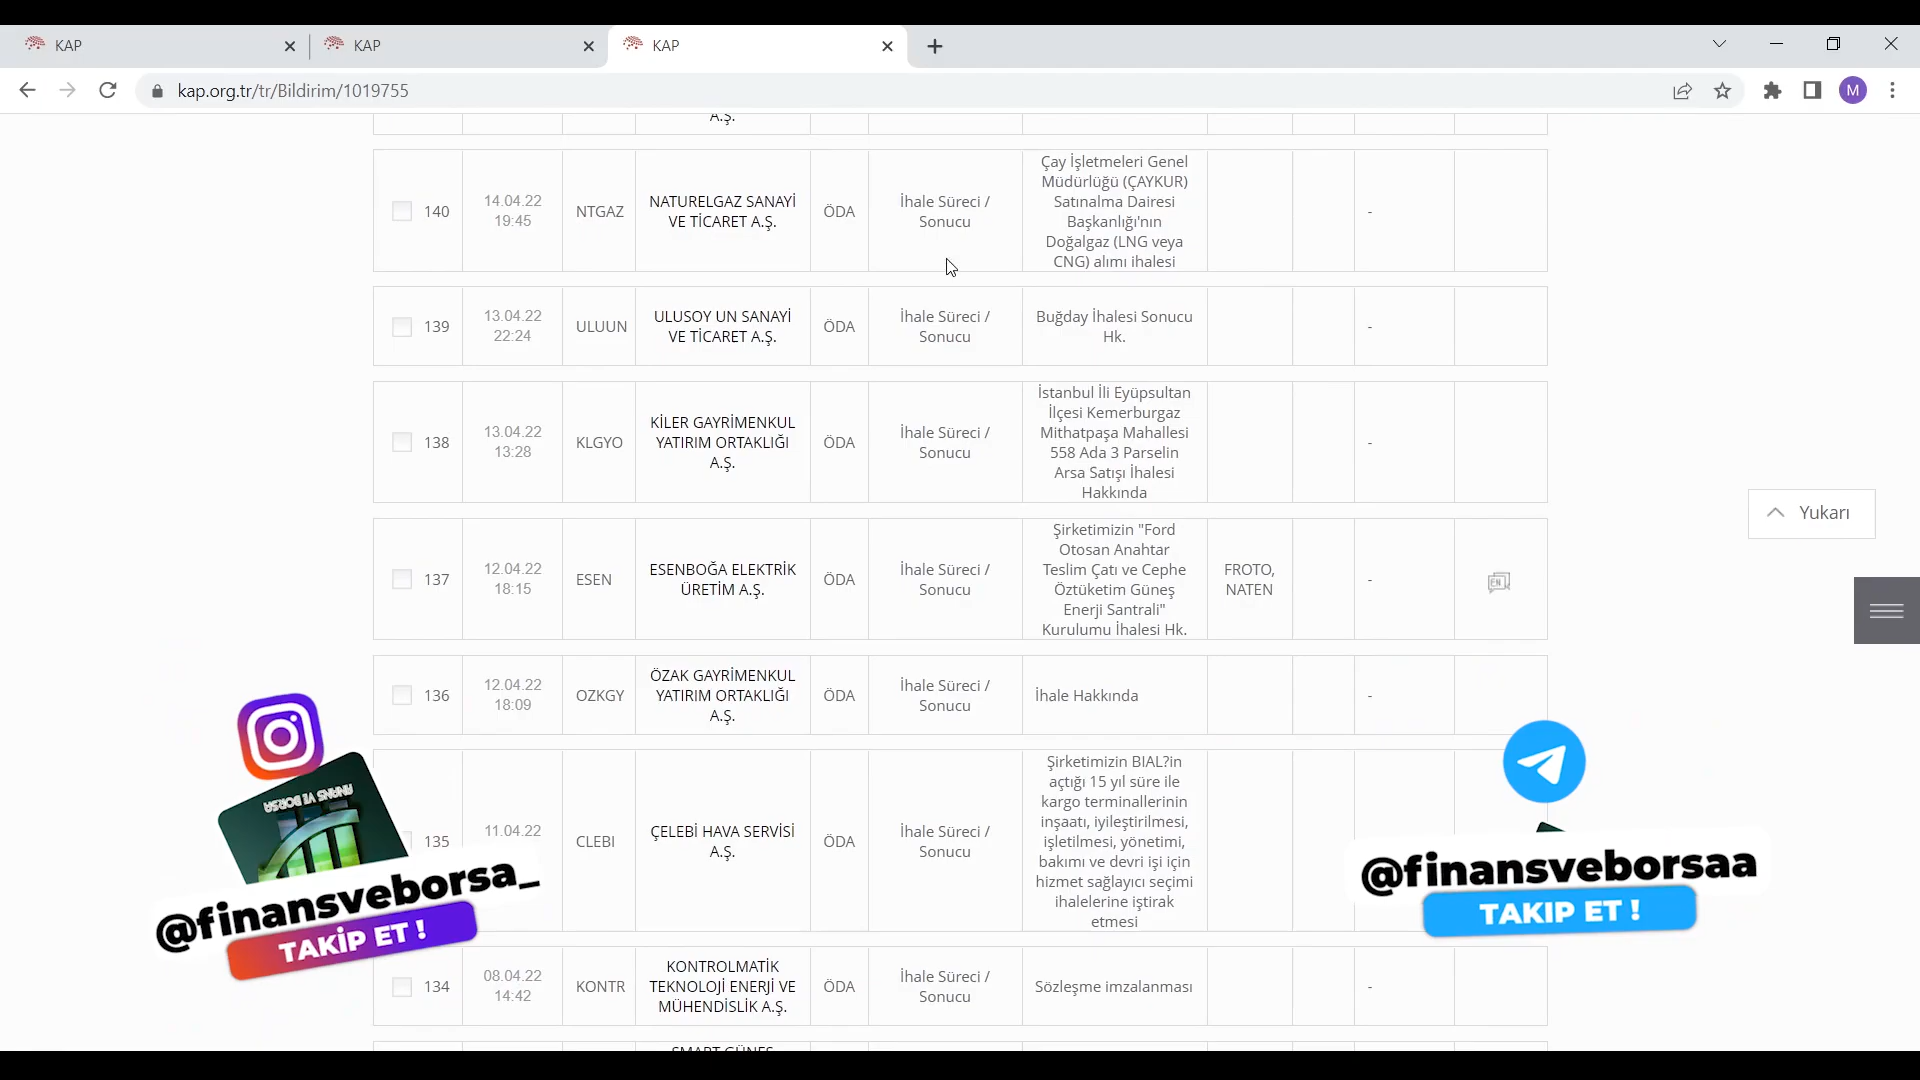 KAP
KAP
KAP
kap.org.tr/tr/Bildirim/1019755
M
A.Ş.
140
14.04.22
19:45
NTGAZ
NATURELGAZ SANAYİ
VE TİCARET A.Ş.
ÖDA
İhale Süreci /
Sonucu
Çay İşletmeleri Genel
Müdürlüğü (ÇAYKUR)
Satınalma Dairesi
Başkanlığı'nın
Doğalgaz (LNG veya
CNG) alımı ihalesi
-
139
13.04.22
22:24
ULUUN
ULUSOY UN SANAYİ
VE TİCARET A.Ş.
ÖDA
İhale Süreci /
Sonucu
Buğday İhalesi Sonucu
Hk.
-
138
13.04.22
13:28
KLGYO
KİLER GAYRİMENKUL
YATIRIM ORTAKLIĞI
A.Ş.
ÖDA
İhale Süreci /
Sonucu
İstanbul İli Eyüpsultan
İlçesi Kemerburgaz
Mithatpaşa Mahallesi
558 Ada 3 Parselin
Arsa Satışı İhalesi
Hakkında
-
Yukarı
137
12.04.22
18:15
ESEN
ESENBOĞA ELEKTRİK
ÜRETİM A.Ş.
ÖDA
İhale Süreci /
Sonucu
Şirketimizin "Ford
Otosan Anahtar
Teslim Çatı ve Cephe
Öztüketim Güneş
Enerji Santrali"
Kurulumu İhalesi Hk.
FROTO,
NATEN
-
EN
136
12.04.22
18:09
OZKGY
ÖZAK GAYRİMENKUL
YATIRIM ORTAKLIĞI
A.Ş.
ÖDA
İhale Süreci /
Sonucu
İhale Hakkında
-
135
11.04.22
CLEBI
ÇELEBİ HAVA SERVİSİ
A.Ş.
ÖDA
İhale Süreci /
Sonucu
Şirketimizin BIAL?in
açtığı 15 yıl süre ile
kargo terminallerinin
inşaatı, iyileştirilmesi,
işletilmesi, yönetimi,
bakımı ve devri işi için
hizmet sağlayıcı seçimi
ihalelerine iştirak
etmesi
134
08.04.22
14:42
KONTR
KONTROLMATİK
TEKNOLOJİ ENERJİ VE
MÜHENDİSLİK A.Ş.
ÖDA
İhale Süreci /
Sonucu
Sözleşme imzalanması
-
SMART GÜNEŞ
FINANS VE BORSA
@finansveborsa_
TAKİP ET !
@finansveborsaa
TAKIP ET !